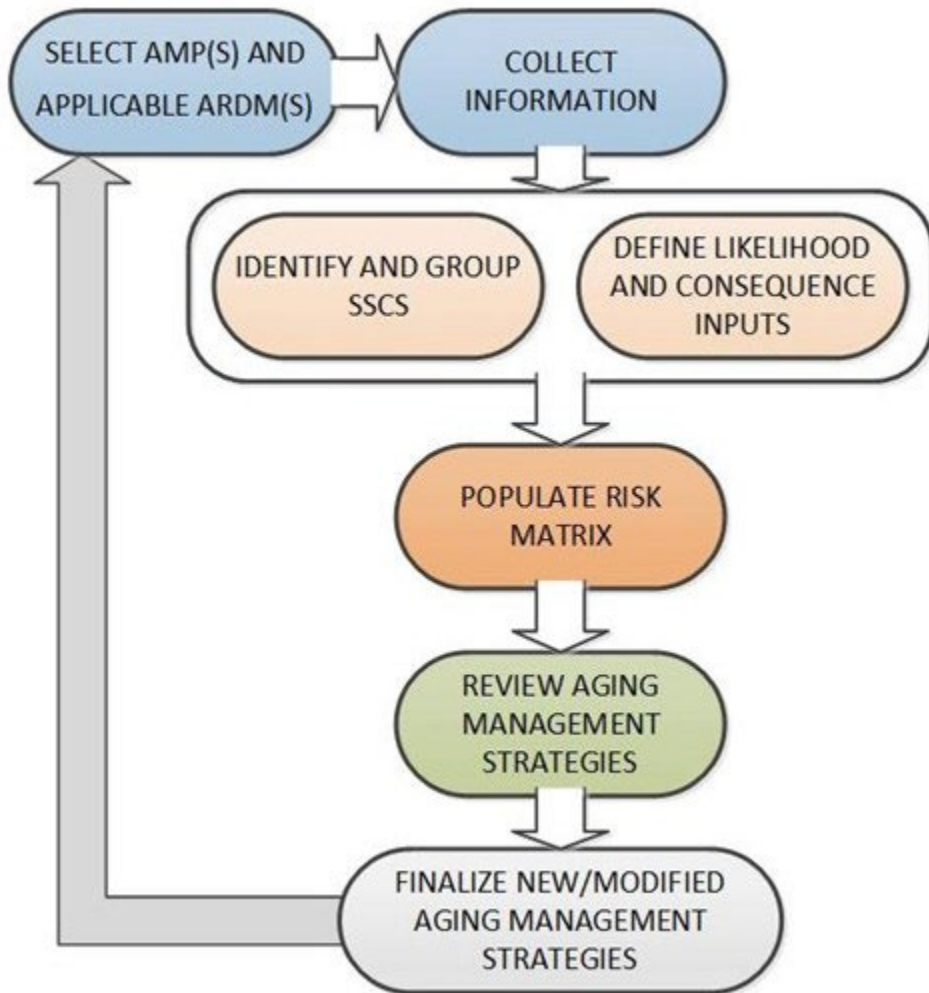 SELECT AMP(S) AND
APPLICABLE ARDM(S)
COLLECT
INFORMATION
IDENTIFY AND GROUP
SSCS
DEFINE LIKELIHOOD
AND CONSEQUENCE
INPUTS
POPULATE RISK
MATRIX
REVIEW AGING
MANAGEMENT
STRATEGIES
FINALIZE NEW/MODIFIED
AGING MANAGEMENT
STRATEGIES